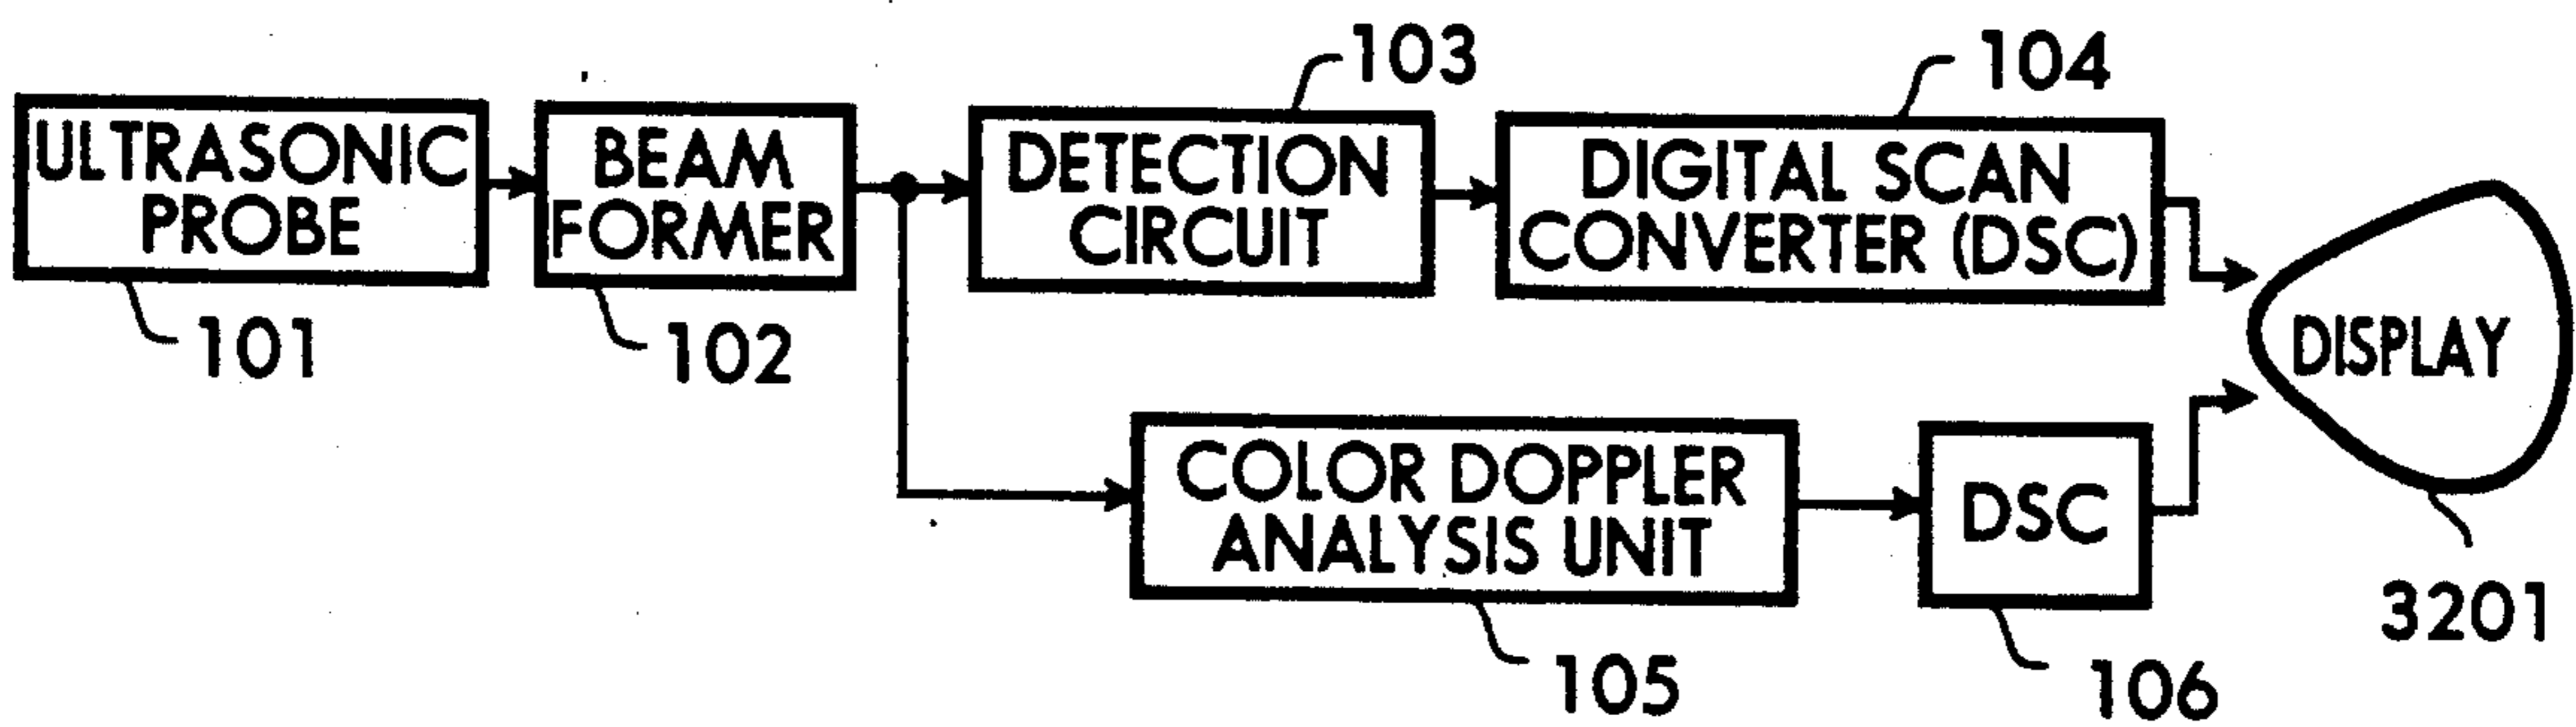 103
104
ULTRASONIC
PROBE
BEAM
FORMER
DETECTION
CIRCUIT
DIGITAL SCAN
CONVERTER (DSC)
101
102
DISPLAY
COLOR DOPPLER
ANALYSIS UNIT
DSC
3201
105
106